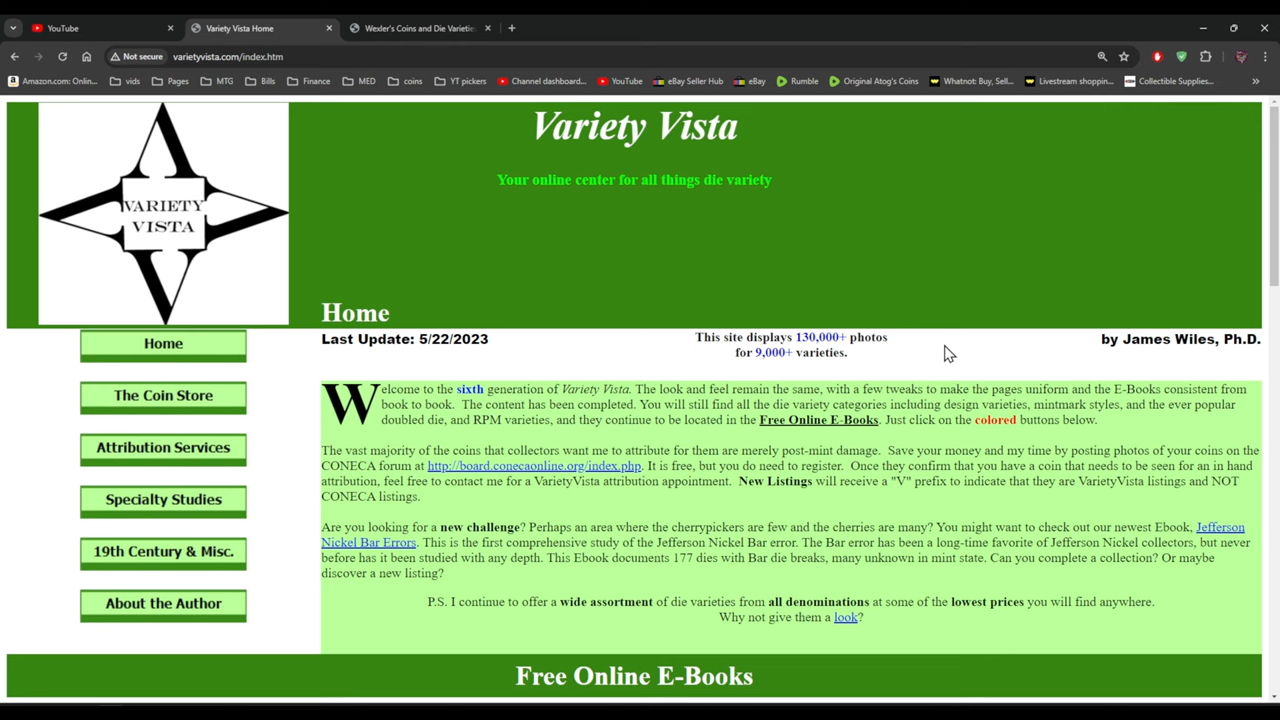 YouTube
Variety Vista Home
Wexler's Coins and Die Varietie
Not secure
varietyvista.com/index.htm
Amazon.com: Onlin...
vids
Pages
MTG
Bills
Finance
MED
coins
YT pickers
Channel dashboard...
YouTube
eBay Seller Hub
eBay
Rumble
Original Atog's Coins
Whatnot: Buy, Sell...
Livestream shoppin...
Collectible Supplies...
VARIETY
VISTA
Variety Vista
Your online center for all things die variety
Home
Home
The Coin Store
Attribution Services
Specialty Studies
19th Century & Misc.
About the Author
Last Update: 5/22/2023
This site displays 130,000+ photos
for 9,000+ varieties.
by James Wiles, Ph.D.
Welcome to the sixth generation of Variety Vista. The look and feel remain the same, with a few tweaks to make the pages uniform and the E-Books consistent from
book to book. The content has been completed. You will still find all the die variety categories including design varieties, mintmark styles, and the ever popular
doubled die, and RPM varieties, and they continue to be located in the Free Online E-Books. Just click on the colored buttons below.
The vast majority of the coins that collectors want me to attribute for them are merely post-mint damage. Save your money and my time by posting photos of your coins on the
CONECA forum at http://board.conecaonline.org/index.php. It is free, but you do need to register. Once they confirm that you have a coin that needs to be seen for an in hand
attribution, feel free to contact me for a VarietyVista attribution appointment. New Listings will receive a "V" prefix to indicate that they are VarietyVista listings and NOT
CONECA listings.
Are you looking for a new challenge? Perhaps an area where the cherrypickers are few and the cherries are many? You might want to check out our newest Ebook, Jefferson
Nickel Bar Errors. This is the first comprehensive study of the Jefferson Nickel Bar error. The Bar error has been a long-time favorite of Jefferson Nickel collectors, but never
before has it been studied with any depth. This Ebook documents 177 dies with Bar die breaks, many unknown in mint state. Can you complete a collection? Or maybe
discover a new listing?
P.S. I continue to offer a wide assortment of die varieties from all denominations at some of the lowest prices you will find anywhere.
Why not give them a look?
Free Online E-Books